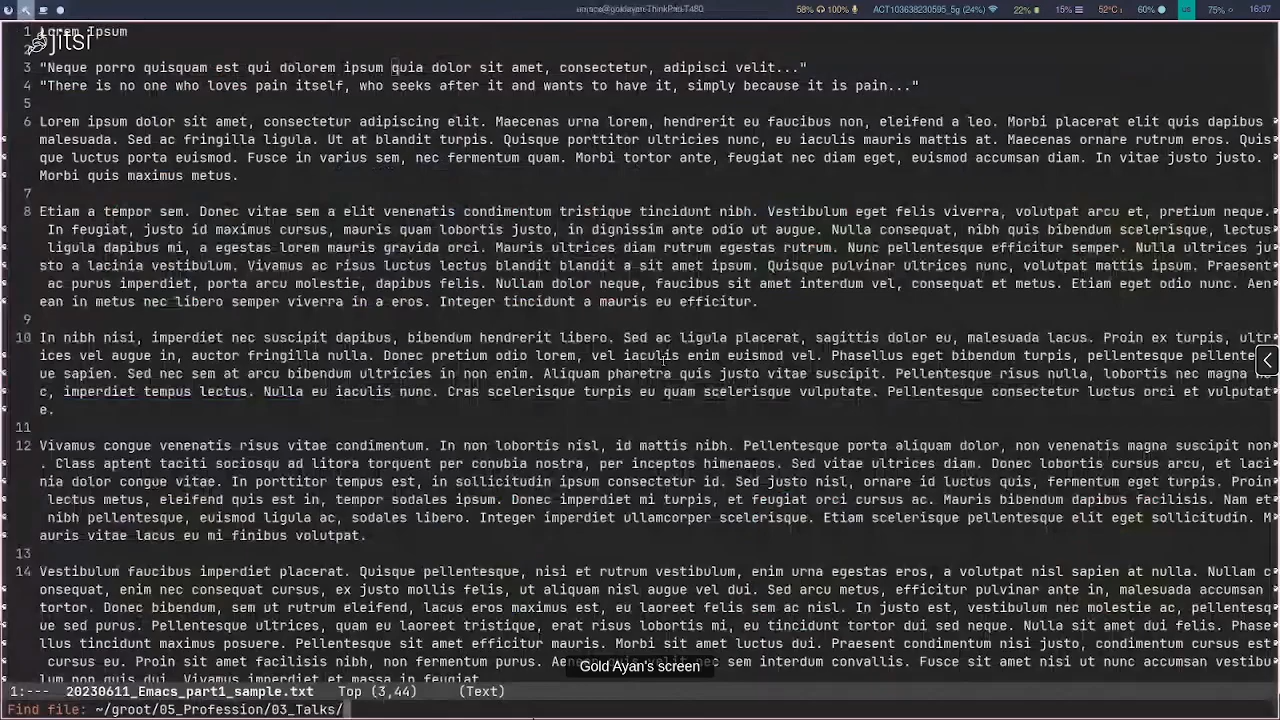 58% 100% ACT103638230595_5g (24%) 22% 15% 52°C 60% us 75% 16:07
1 Lorem Ipsum
jitsi
2
3 "Neque porro quisquam est qui dolorem ipsum quia dolor sit amet, consectetur, adipisci velit..."
4 "There is no one who loves pain itself, who seeks after it and wants to have it, simply because it is pain..."
5
6 Lorem ipsum dolor sit amet, consectetur adipiscing elit. Maecenas urna lorem, hendrerit eu faucibus non, eleifend a leo. Morbi placerat elit quis dapibus
malesuada. Sed ac fringilla ligula. Ut at blandit turpis. Quisque porttitor ultricies nunc, eu iaculis mauris mattis at. Maecenas ornare rutrum eros. Quis
que luctus porta euismod. Fusce in varius sem, nec fermentum quam. Morbi tortor ante, feugiat nec diam eget, euismod accumsan diam. In vitae justo justo.
Morbi quis maximus metus.
7
8 Etiam a tempor sem. Donec vitae sem a elit venenatis condimentum tristique tincidunt nibh. Vestibulum eget felis viverra, volutpat arcu et, pretium neque.
In feugiat, justo id maximus cursus, mauris quam lobortis justo, in dignissim ante odio ut augue. Nulla consequat, nibh quis bibendum scelerisque, lectus
ligula dapibus mi, a egestas lorem mauris gravida orci. Mauris ultrices diam rutrum egestas rutrum. Nunc pellentesque efficitur semper. Nulla ultrices ju
sto a lacinia vestibulum. Vivamus ac risus luctus lectus blandit blandit a sit amet ipsum. Quisque pulvinar ultrices nunc, volutpat mattis ipsum. Praesent
ac purus imperdiet, porta arcu molestie, dapibus felis. Nullam dolor neque, faucibus sit amet interdum vel, consequat et metus. Etiam eget odio nunc. Aen
ean in metus nec libero semper viverra in a eros. Integer tincidunt a mauris eu efficitur.
9
10 In nibh nisi, imperdiet nec suscipit dapibus, bibendum hendrerit libero. Sed ac ligula placerat, sagittis dolor eu, malesuada lacus. Proin ex turpis, ultr
ices vel augue in, auctor fringilla nulla. Donec pretium odio lorem, vel iaculis enim euismod vel. Phasellus eget bibendum turpis, pellentesque pellente
ue sapien. Sed nec sem at arcu bibendum ultricies in non enim. Aliquam pharetra quis justo vitae suscipit. Pellentesque risus nulla, lobortis nec magna
c, imperdiet tempus lectus. Nulla eu iaculis nunc. Cras scelerisque turpis eu quam scelerisque vulputate. Pellentesque consectetur luctus orci et vulputat
e.
11
12 Vivamus congue venenatis risus vitae condimentum. In non lobortis nisl, id mattis nibh. Pellentesque porta aliquam dolor, non venenatis magna suscipit non
. Class aptent taciti sociosqu ad litora torquent per conubia nostra, per inceptos himenaeos. Sed vitae ultrices diam. Donec lobortis cursus arcu, et laci
nia dolor congue vitae. In porttitor tempus est, in sollicitudin ipsum consectetur id. Sed justo nisl, ornare id luctus quis, fermentum eget turpis. Proin
lectus metus, eleifend quis est in, tempor sodales ipsum. Donec imperdiet mi turpis, et feugiat orci cursus ac. Mauris bibendum dapibus facilisis. Nam et
nibh pellentesque, euismod ligula ac, sodales libero. Integer imperdiet ullamcorper scelerisque. Etiam scelerisque pellentesque elit eget sollicitudin. M
auris vitae lacus eu mi finibus volutpat.
13
14 Vestibulum faucibus imperdiet placerat. Quisque pellentesque, nisi et rutrum vestibulum, enim urna egestas eros, a volutpat nisl sapien at nulla. Nullam c
onsequat, enim nec consequat cursus, ex justo mollis felis, ut aliquam nisl augue vel dui. Sed arcu metus, efficitur pulvinar ante in, malesuada accumsan
tortor. Donec bibendum, sem ut rutrum eleifend, lacus eros maximus est, eu laoreet felis sem ac nisl. In justo est, vestibulum nec molestie ac, pellentesq
ue sed purus. Pellentesque ultrices, quam eu laoreet tristique, erat risus lobortis mi, eu tincidunt tortor dui sed neque. Nulla sit amet dui felis. Phase
llus tincidunt maximus posuere. Pellentesque sit amet efficitur mauris. Morbi sit amet luctus dui. Praesent condimentum nisi justo, condimentum cursus est
cursus eu. Proin sit amet facilisis nibh, non fermentum purus. sem interdum convallis. Fusce sit amet ut nunc accumsan vestibu
lum non dui. Vivamus imperdiet et massa in feugiat
Gold Ayan's screen
1:--- 20230611_Emacs_part1_sample.txt Top (3,44) (Text)
Find file: ~/groot/05_Profession/03_Talks/